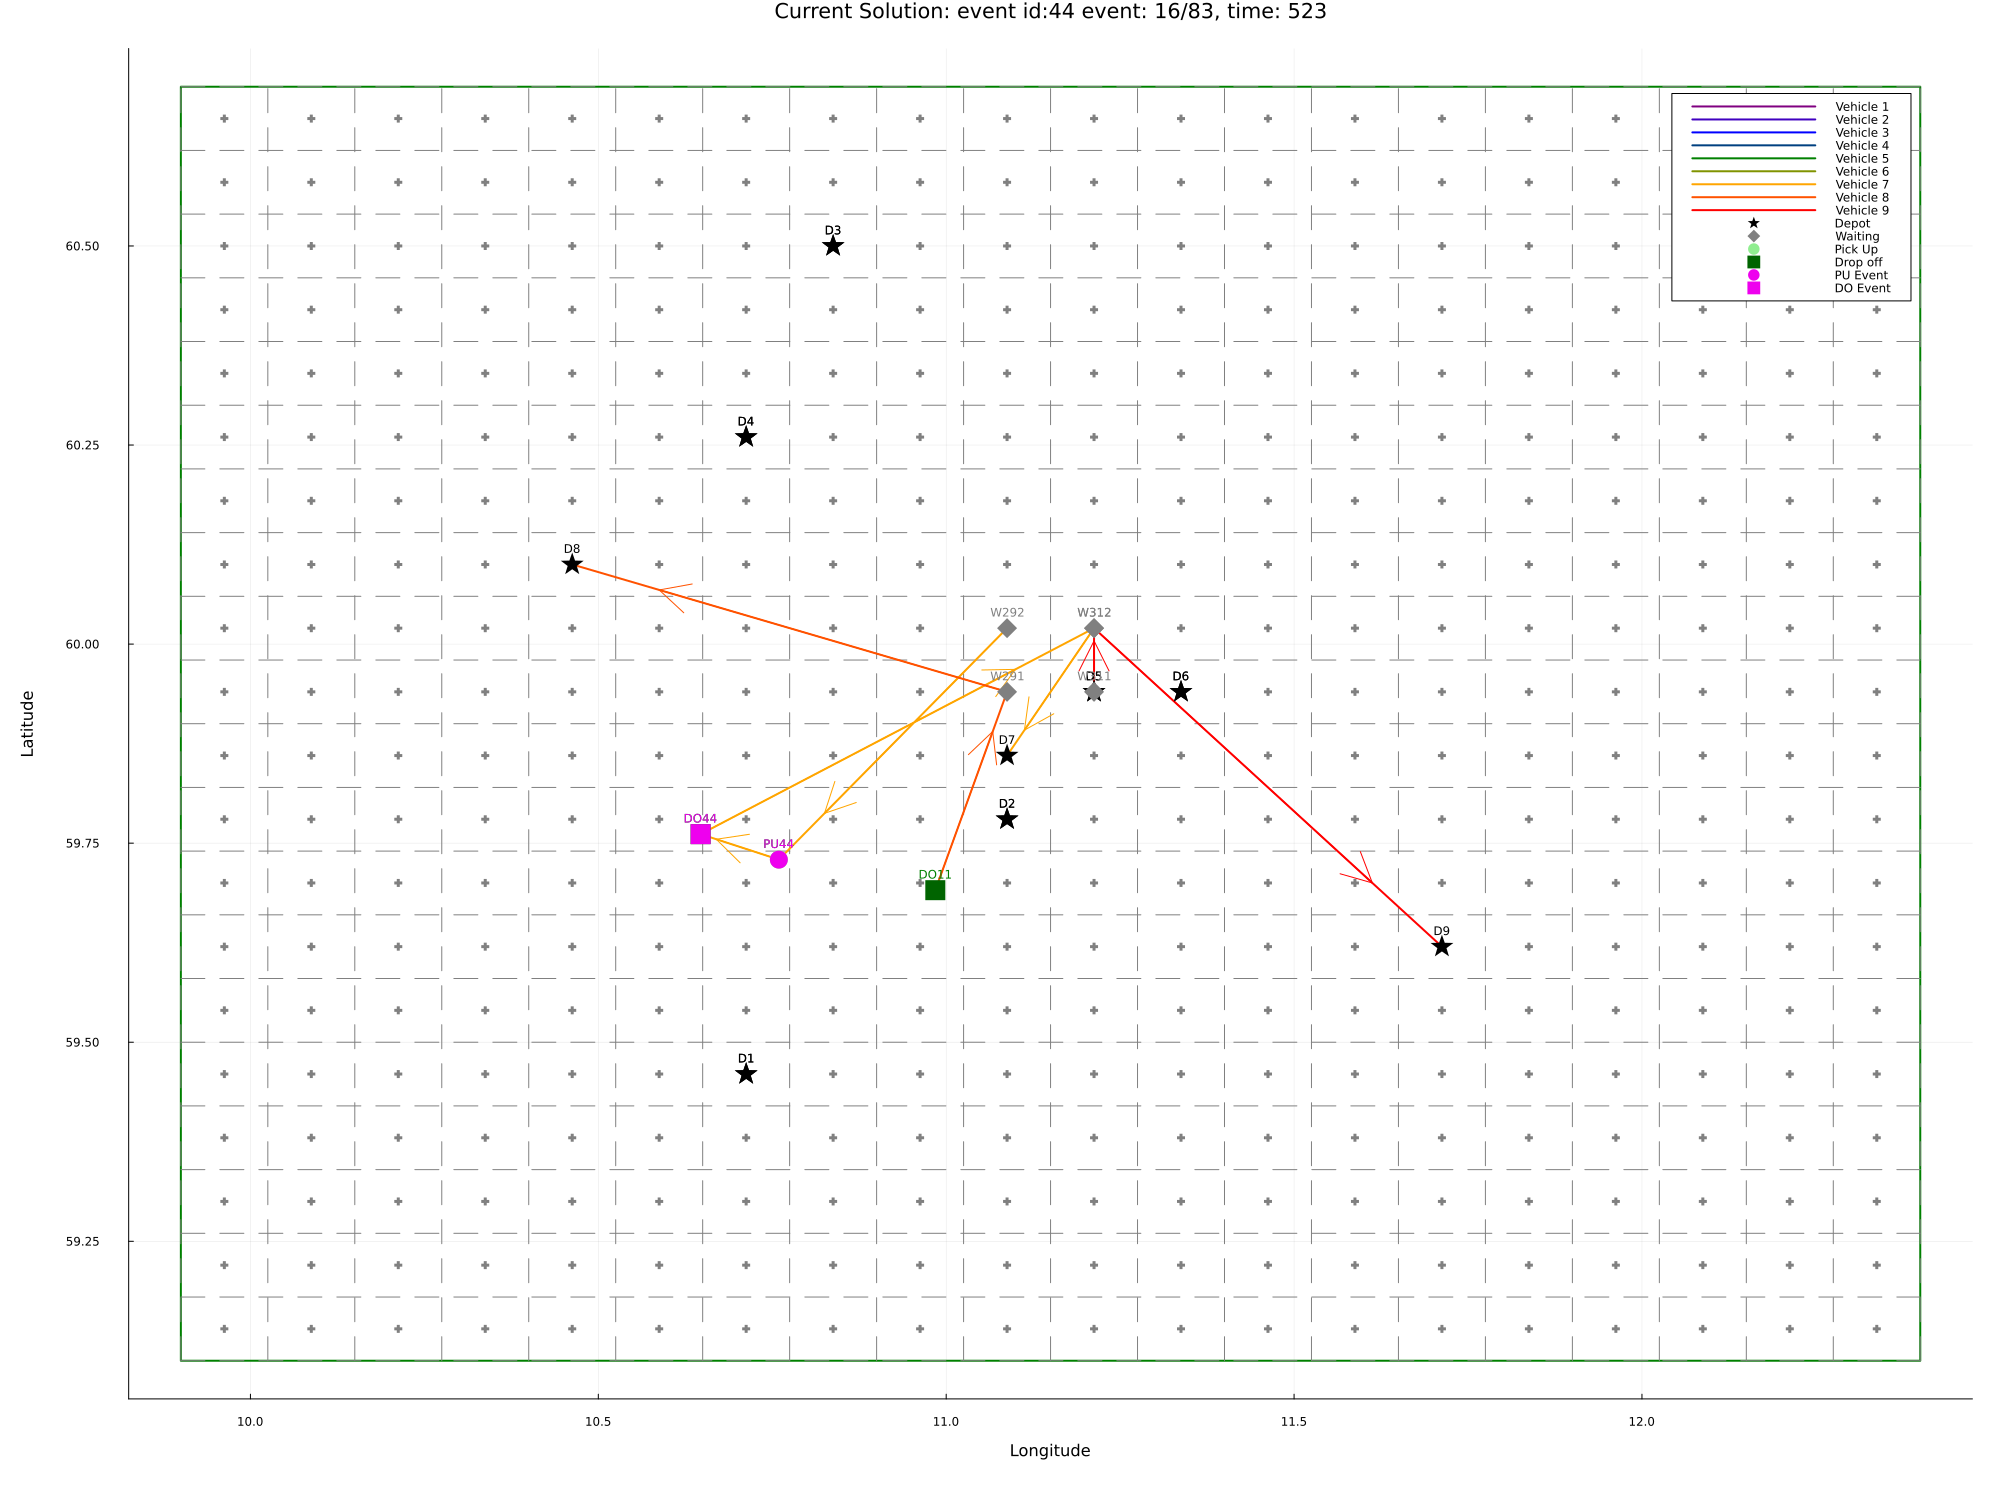 Current Solution: event id:44 event: 16/83, time: 523
Vehicle 1
Vehicle 2
Vehicle 3
Vehicle 4
Vehicle 5
Vehicle 6
Vehicle 7
Vehicle 8
Vehicle 9
Depot
Waiting
Pick Up
Drop off
PU Event
DO Event
D3
D4
D8
W292
W312
W291
D5
D6
D7
D2
DO44
PU44
DO11
D9
D1
60.50
60.25
60.00
59.75
59.50
59.25
Latitude
10.0
10.5
11.0
11.5
12.0
Longitude